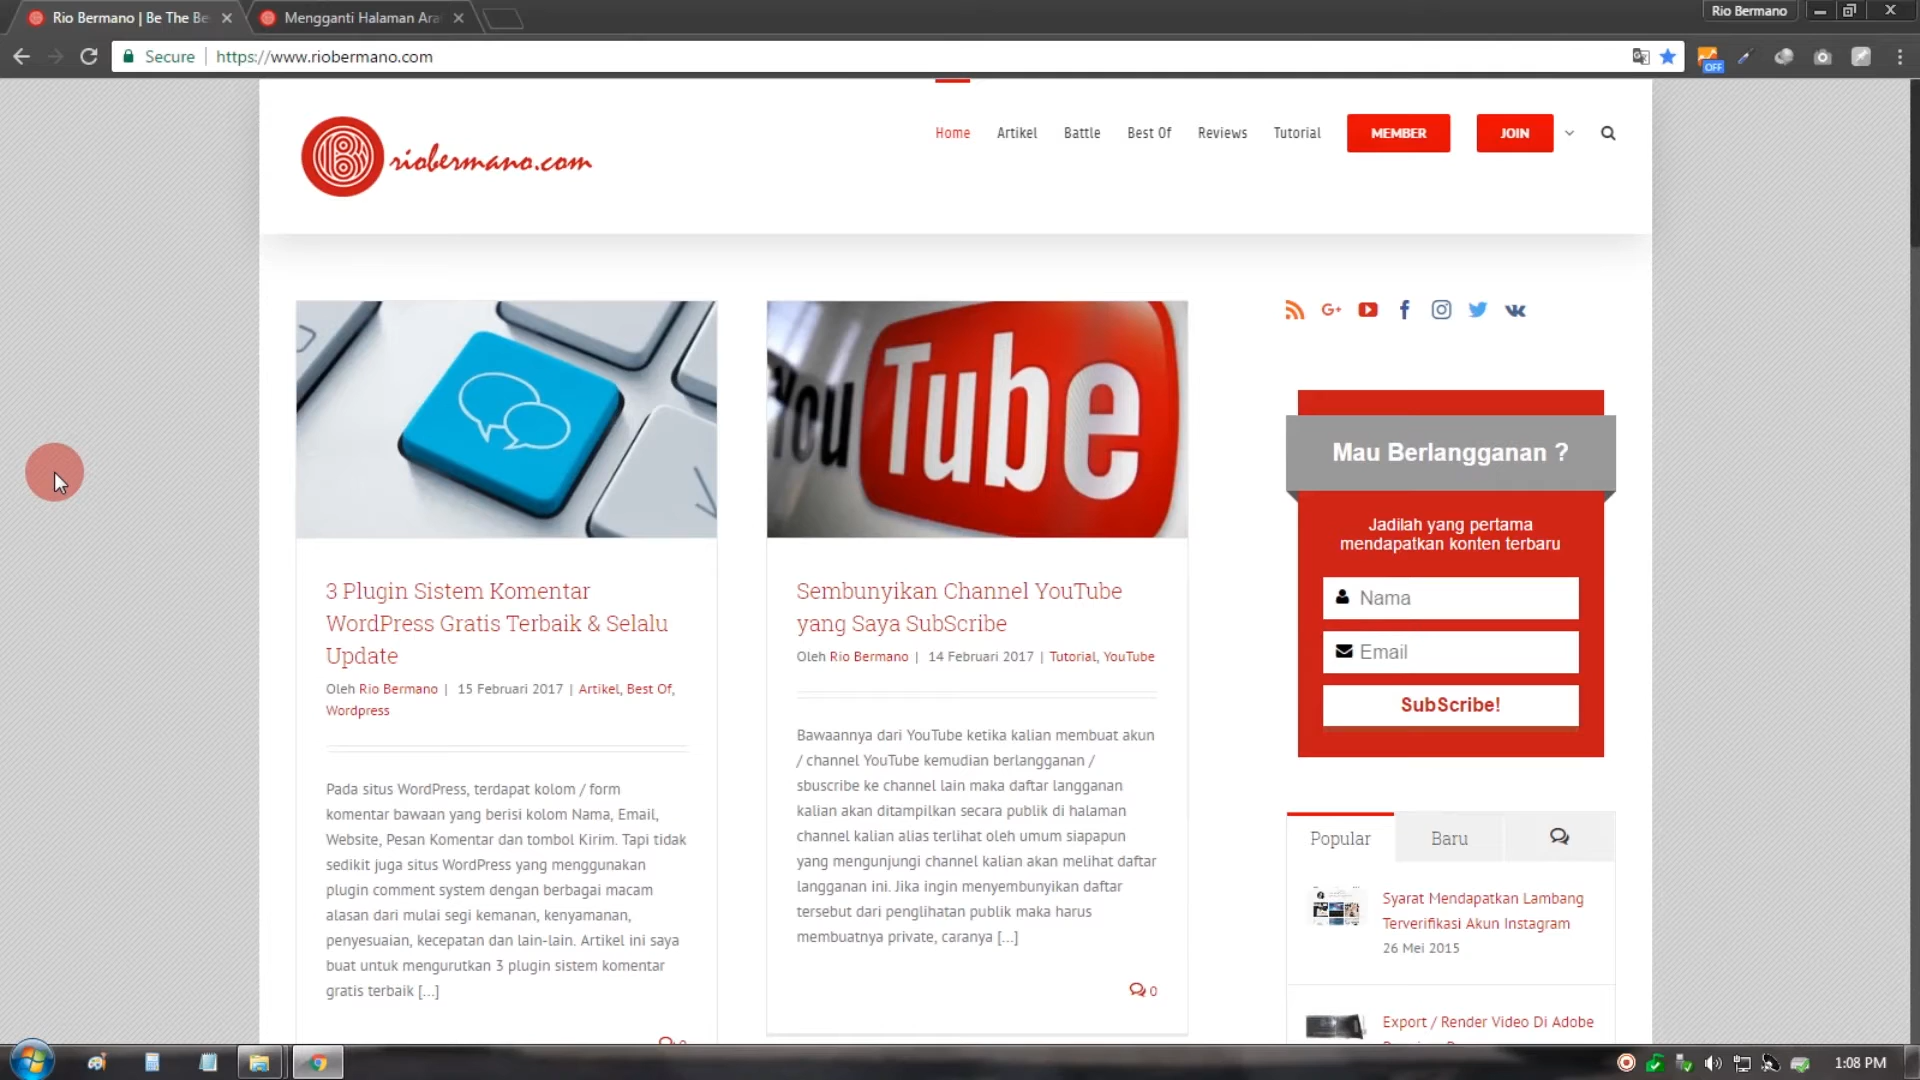 Rio Bermano | Be The Be
Mengganti Halaman Ara
Rio Bermano
Secure
https://www.riobermano.com
OFF
riobermano.com
Home
Artikel
Battle
Best Of
Reviews
Tutorial
MEMBER
JOIN
You Tube
3 Plugin Sistem Komentar
WordPress Gratis Terbaik & Selalu
Update
Oleh Rio Bermano | 15 Februari 2017 | Artikel, Best Of,
Wordpress
Pada situs WordPress, terdapat kolom / form
komentar bawaan yang berisi kolom Nama, Email,
Website, Pesan Komentar dan tombol Kirim. Tapi tidak
sedikit juga situs WordPress yang menggunakan
plugin comment system dengan berbagai macam
alasan dari mulai segi kemanan, kenyamanan,
penyesuaian, kecepatan dan lain-lain. Artikel ini saya
buat untuk mengurutkan 3 plugin sistem komentar
gratis terbaik [...]
Sembunyikan Channel YouTube
yang Saya SubScribe
Oleh Rio Bermano | 14 Februari 2017 | Tutorial, YouTube
Bawaannya dari YouTube ketika kalian membuat akun
/ channel YouTube kemudian berlangganan /
sbuscribe ke channel lain maka daftar langganan
kalian akan ditampilkan secara publik di halaman
channel kalian alias terlihat oleh umum siapapun
yang mengunjungi channel kalian akan melihat daftar
langganan ini. Jika ingin menyembunyikan daftar
tersebut dari penglihatan publik maka harus
membuatnya private, caranya [...]
0
Mau Berlangganan ?
Jadilah yang pertama
mendapatkan konten terbaru
Nama
Email
SubScribe!
Popular
Baru
Syarat Mendapatkan Lambang
Terverifikasi Akun Instagram
26 Mei 2015
Export / Render Video Di Adobe
1:08 PM